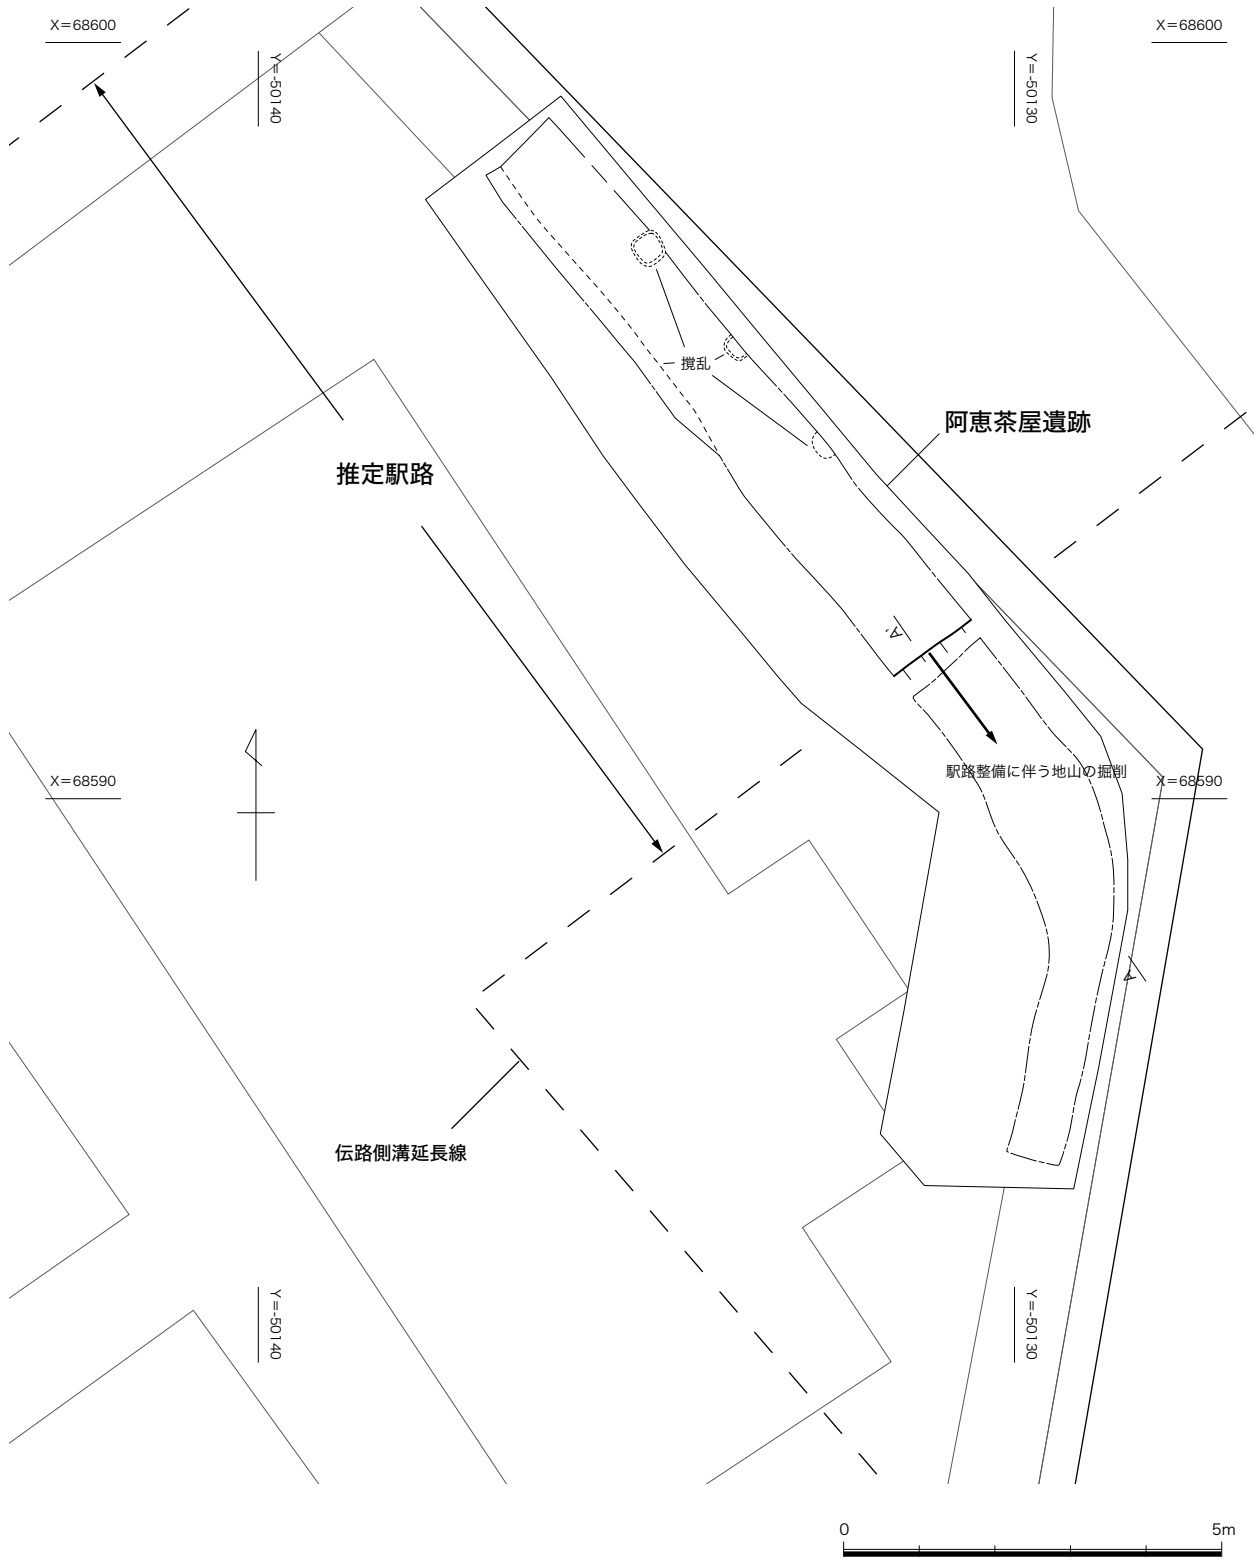 X=68600
X=68600
Y=-50140
Y=-50130
撹乱
阿恵茶屋遺跡
推定駅路
A'
駅路整備に伴う地山の掘削
X=68590
X=68590
A
伝路側溝延長線
Y=-50140
Y=-50130
0
5m